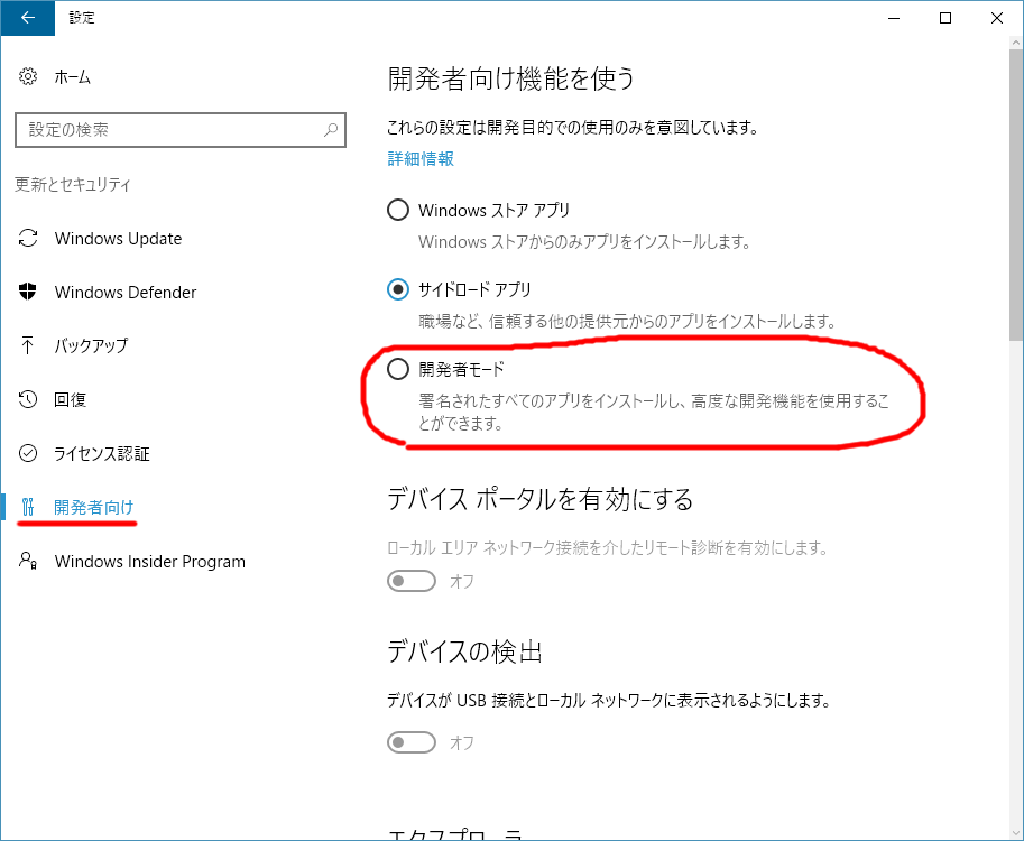 設定
ホーム
設定の検索
更新とセキュリティ
Windows Update
Windows Defender
バックアップ
回復
ライセンス認証
開発者向け
Windows Insider Program
開発者向け機能を使う
これらの設定は開発目的での使用のみを意図しています。
詳細情報
Windows ストア アプリ
Windows ストアからのみアプリをインストールします。
サイドロード アプリ
職場など、信頼する他の提供元からのアプリをインストールします。
開発者モード
署名されたすべてのアプリをインストールし、高度な開発機能を使用するこ
とができます。
デバイス ポータルを有効にする
ローカル エリア ネットワーク接続を介したリモート診断を有効にします。
オフ
デバイスの検出
デバイスが USB 接続とローカル ネットワークに表示されるようにします。
オフ
エクスプローラー